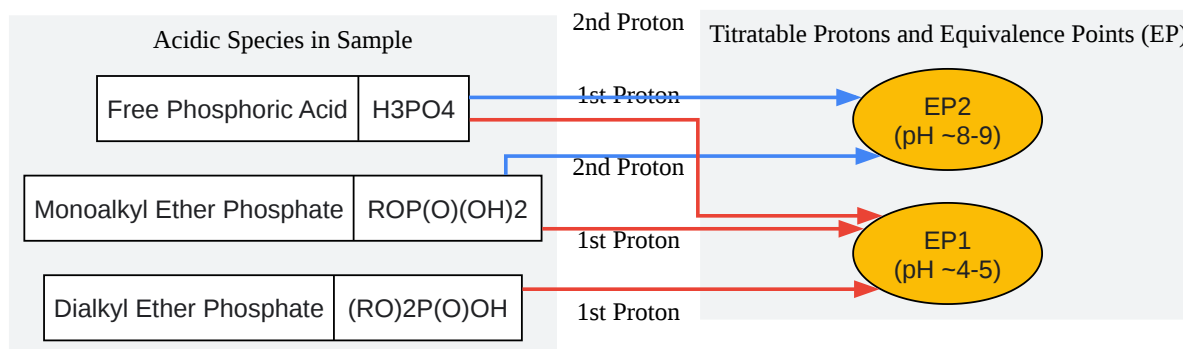 2nd Proton
Acidic Species in Sample
Titratable Protons and Equivalence Points (EP)
Free Phosphoric Acid H3PO4
1st Proton
EP2
(pH ~8-9)
2nd Proton
Monoalkyl Ether Phosphate ROP(O)(OH)2
1st Proton
EP1
(pH ~4-5)
Dialkyl Ether Phosphate (RO)2P(O)OH
1st Proton